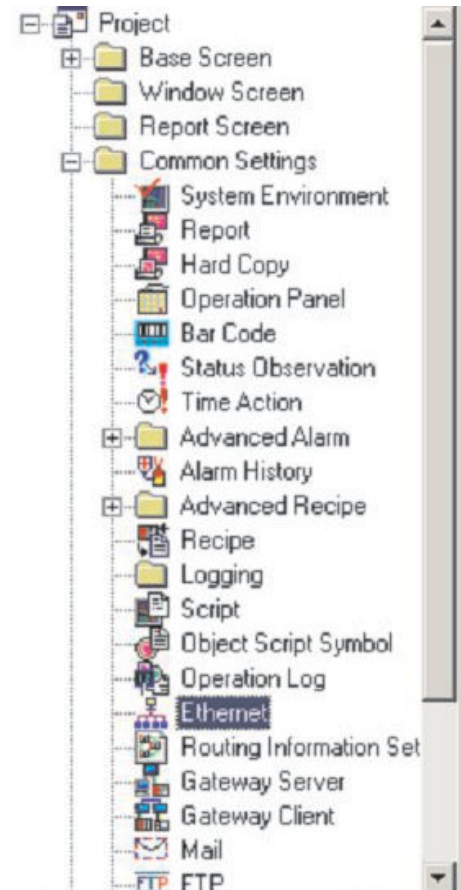 Project
Base Screen
Window Screen
Report Screen
Common Settings
System Environment
Report
Hard Copy
Operation Panel
Bar Code
Status Observation
Time Action
Advanced Alarm
Alarm History
Advanced Recipe
Recipe
Logging
Script
Object Script Symbol
Operation Log
Ethernet
Routing Information Set
Gateway Server
Gateway Client
Mail
FTP FTP